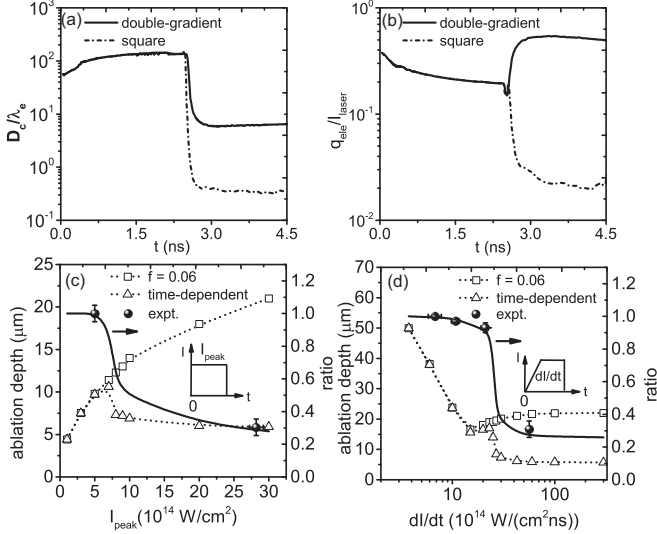 (a)
double-gradient
square
10³
10²
10¹
10⁰
10⁻¹
D_c/λ_e
0.0 1.5 3.0 4.5
t (ns)
(b)
double-gradient
square
10⁰
10⁻¹
10⁻²
q_ele/I_laser
0.0 1.5 3.0 4.5
t (ns)
(c)
f = 0.06
time-dependent
expt.
25
20
15
10
5
0
ablation depth (μm)
1.2
1.0
0.8
0.6
0.4
0.2
0.0
ratio
I
I_peak
0
t
0 5 10 15 20 25 30
I_peak(10¹⁴ W/cm²)
(d)
f = 0.06
time-dependent
expt.
70
60
50
40
30
20
10
0
ablation depth (μm)
1.2
1.0
0.8
0.6
0.4
0.2
0.0
ratio
I
dI/dt
0
t
10 100
dI/dt (10¹⁴ W/(cm²ns))